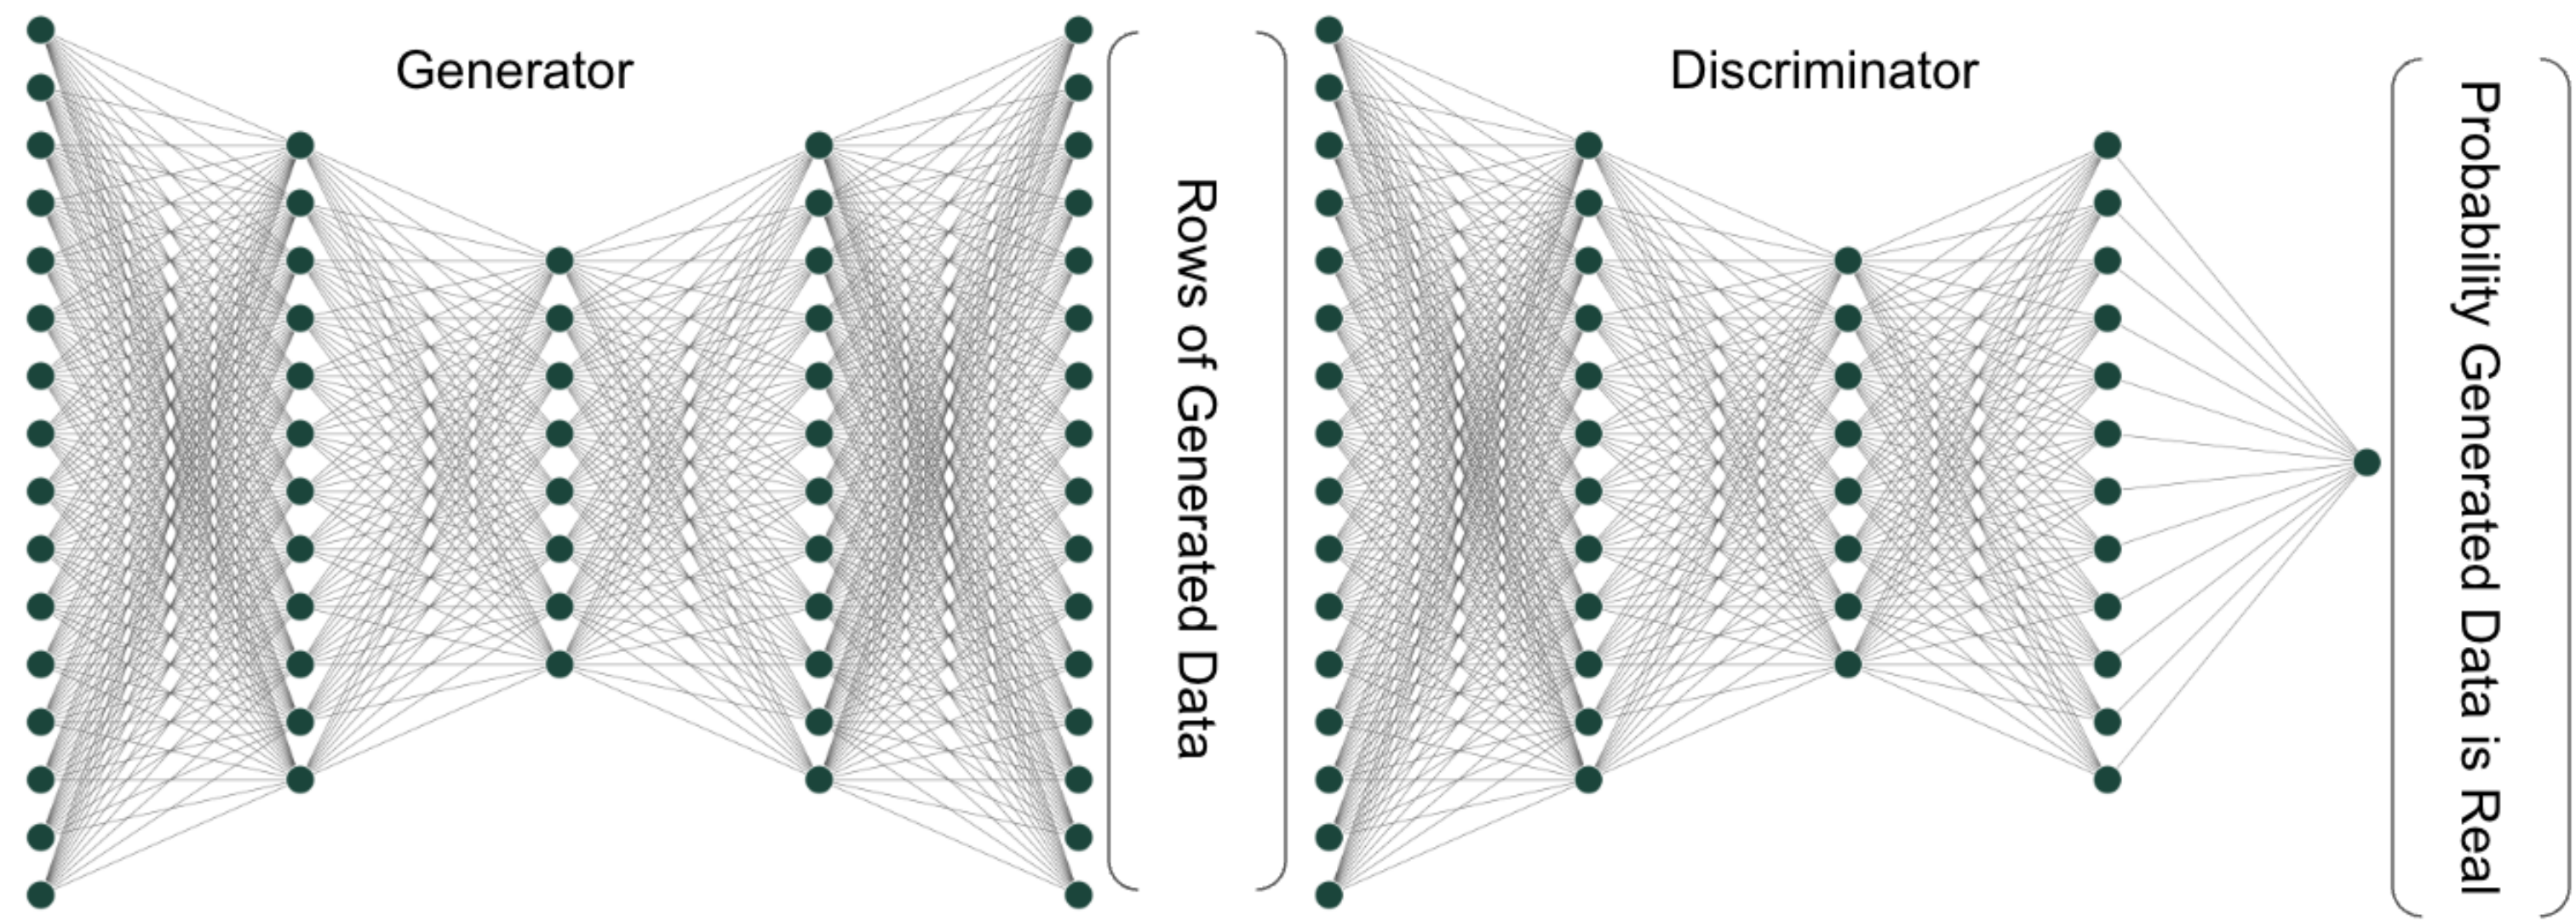 Generator
Rows of Generated Data
Discriminator
Probability Generated Data is Real